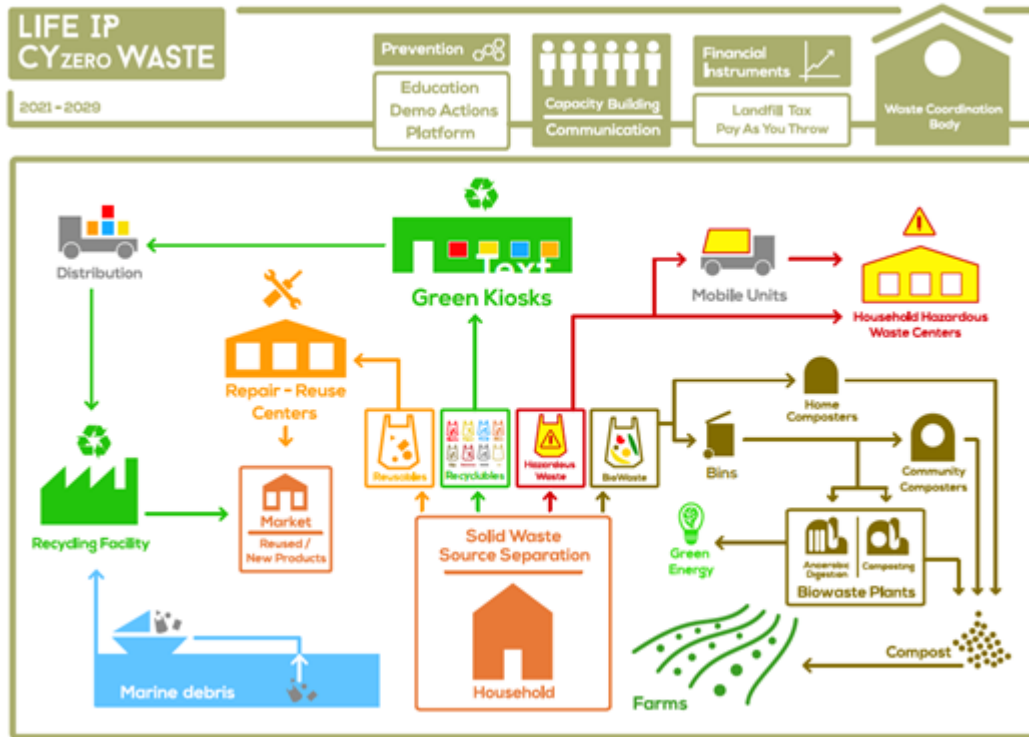 LIFE IP
CY ZERO WASTE
2021 - 2029
Prevention
Education
Demo Actions
Platform
Capacity Building
Communication
Financial
Instruments
Landfill Tax
Pay As You Throw
Waste Coordination
Body
Distribution
Text
Green Kiosks
Mobile Units
Household Hazardous
Waste Centers
Repair - Reuse
Centers
Home
Composters
Reusables
Recyclables
Hazardous
Waste
BioWaste
Bins
Community
Composters
Recycling Facility
Market
Reused /
New Products
Solid Waste
Source Separation
Household
Green
Energy
Anaerobic
Digestion
Composting
Biowaste Plants
Compost
Farms
Marine debris